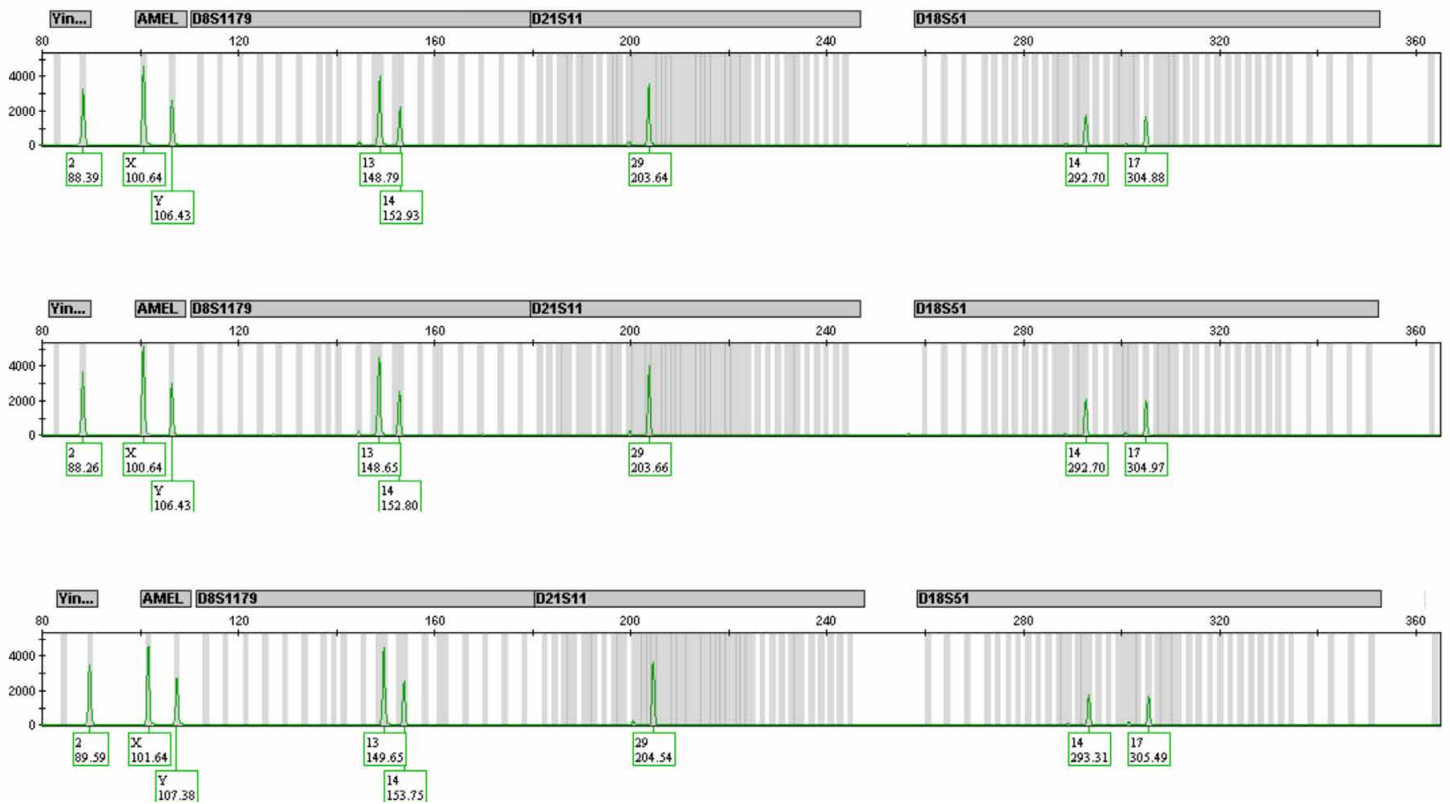 Yin... AMEL D8S1179 D21S11 D18S51
80 120 160 200 240 280 320 360
4000
2000
0
2 X 13 29 14 17
88.39 100.64 148.79 203.64 292.70 304.88
Y 14
106.43 152.93
Yin... AMEL D8S1179 D21S11 D18S51
80 120 160 200 240 280 320 360
4000
2000
0
2 X 13 29 14 17
88.26 100.64 148.65 203.66 292.70 304.97
Y 14
106.43 152.80
Yin... AMEL D8S1179 D21S11 D18S51
80 120 160 200 240 280 320 360
4000
2000
0
2 X 13 29 14 17
89.59 101.64 149.65 204.54 293.31 305.49
Y 14
107.38 153.75